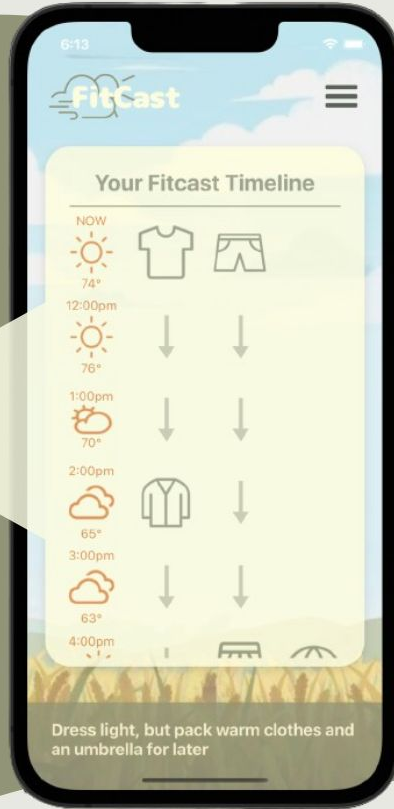 6:13
FitCast
Your Fitcast Timeline
NOW
74°
12:00pm
76°
1:00pm
70°
2:00pm
65°
3:00pm
63°
4:00pm
Dress light, but pack warm clothes and
an umbrella for later